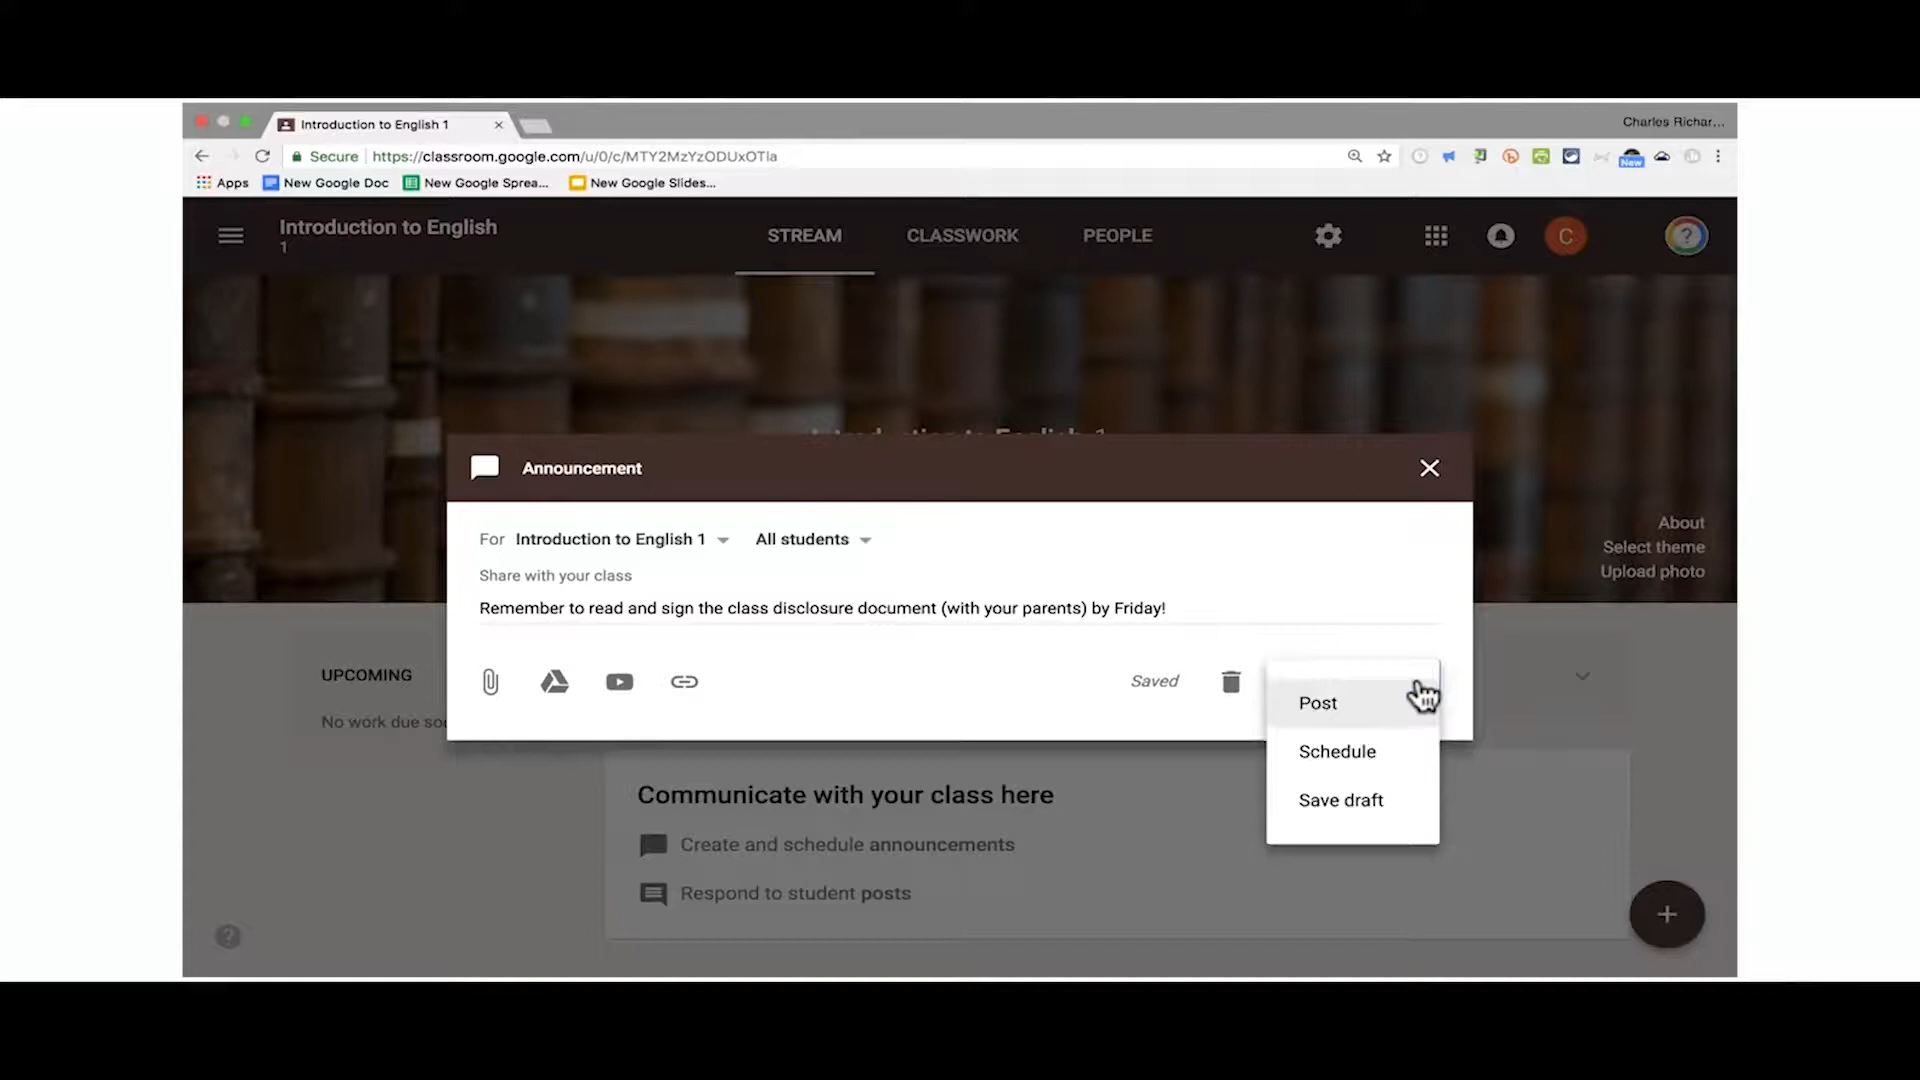 Introduction to English 1
Charles Richar...
Secure
https://classroom.google.com/u/0/c/MTY2MzYzODUxOTIa
New
Apps
New Google Doc
New Google Sprea...
New Google Slides...
Introduction to English
1
STREAM
CLASSWORK
PEOPLE
C
?
Announcement
About
Select theme
Upload photo
For Introduction to English 1
All students
Share with your class
Remember to read and sign the class disclosure document (with your parents) by Friday!
UPCOMING
No work due so
Saved
Post
Schedule
Save draft
Communicate with your class here
Create and schedule announcements
Respond to student posts
?